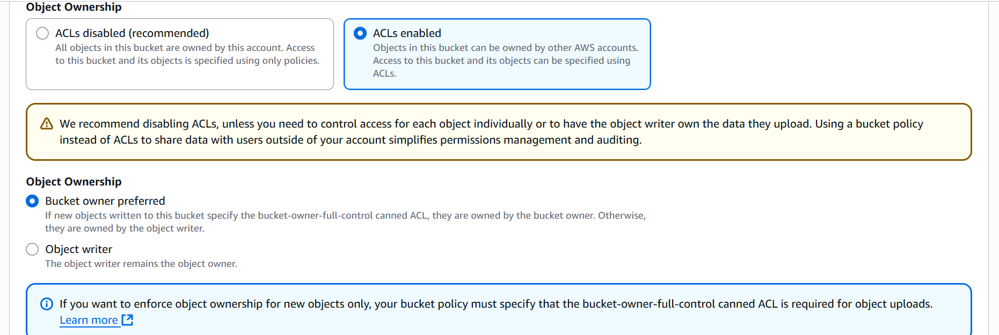 Object Ownership
ACLs disabled (recommended)
All objects in this bucket are owned by this account. Access
to this bucket and its objects is specified using only policies.
ACLs enabled
Objects in this bucket can be owned by other AWS accounts.
Access to this bucket and its objects can be specified using
ACLs.
We recommend disabling ACLs, unless you need to control access for each object individually or to have the object writer own the data they upload. Using a bucket policy
instead of ACLs to share data with users outside of your account simplifies permissions management and auditing.
Object Ownership
Bucket owner preferred
If new objects written to this bucket specify the bucket-owner-full-control canned ACL, they are owned by the bucket owner. Otherwise,
they are owned by the object writer.
Object writer
The object writer remains the object owner.
If you want to enforce object ownership for new objects only, your bucket policy must specify that the bucket-owner-full-control canned ACL is required for object uploads.
Learn more